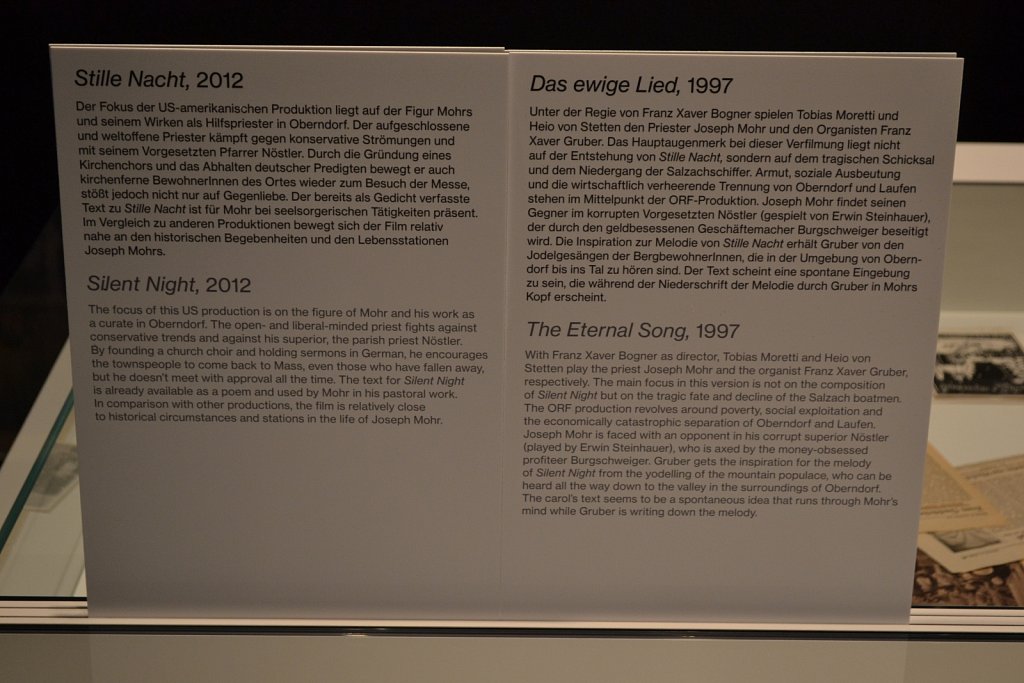 Stille Nacht, 2012
Der Fokus der US-amerikanischen Produktion liegt auf der Figur Mohrs
und seinem Wirken als Hilfspriester in Oberndorf. Der aufgeschlossene
und weltoffene Priester kämpft gegen konservative Strömungen und
mit seinem Vorgesetzten Pfarrer Nöstler. Durch die Gründung eines
Kirchenchors und das Abhalten deutscher Predigten bewegt er auch
kirchenferne BewohnerInnen des Ortes wieder zum Besuch der Messe,
stößt jedoch nicht nur auf Gegenliebe. Der bereits als Gedicht verfasste
Text zu Stille Nacht ist für Mohr bei seelsorgerischen Tätigkeiten präsent.
Im Vergleich zu anderen Produktionen bewegt sich der Film relativ
nahe an den historischen Begebenheiten und den Lebensstationen
Joseph Mohrs.
Silent Night, 2012
The focus of this US production is on the figure of Mohr and his work as
a curate in Oberndorf. The open- and liberal-minded priest fights against
conservative trends and against his superior, the parish priest Nöstler.
By founding a church choir and holding sermons in German, he encourages
the townspeople to come back to Mass, even those who have fallen away,
but he doesn't meet with approval all the time. The text for Silent Night
is already available as a poem and used by Mohr in his pastoral work.
In comparison with other productions, the film is relatively close
to historical circumstances and stations in the life of Joseph Mohr.
Das ewige Lied, 1997
Unter der Regie von Franz Xaver Bogner spielen Tobias Moretti und
Heio von Stetten den Priester Joseph Mohr und den Organisten Franz
Xaver Gruber. Das Hauptaugenmerk bei dieser Verfilmung liegt nicht
auf der Entstehung von Stille Nacht, sondern auf dem tragischen Schicksal
und dem Niedergang der Salzachschiffer. Armut, soziale Ausbeutung
und die wirtschaftlich verheerende Trennung von Oberndorf und Laufen
stehen im Mittelpunkt der ORF-Produktion. Joseph Mohr findet seinen
Gegner im korrupten Vorgesetzten Nöstler (gespielt von Erwin Steinhauer),
der durch den geldbesessenen Geschäftemacher Burgschweiger beseitigt
wird. Die Inspiration zur Melodie von Stille Nacht erhält Gruber von den
Jodelgesängen der BergbewohnerInnen, die in der Umgebung von Obern-
dorf bis ins Tal zu hören sind. Der Text scheint eine spontane Eingebung
zu sein, die während der Niederschrift der Melodie durch Gruber in Mohrs
Kopf erscheint.
The Eternal Song, 1997
With Franz Xaver Bogner as director, Tobias Moretti and Heio von
Stetten play the priest Joseph Mohr and the organist Franz Xaver Gruber,
respectively. The main focus in this version is not on the composition
of Silent Night but on the tragic fate and decline of the Salzach boatmen.
The ORF production revolves around poverty, social exploitation and
the economically catastrophic separation of Oberndorf and Laufen.
Joseph Mohr is faced with an opponent in his corrupt superior Nöstler
(played by Erwin Steinhauer), who is axed by the money-obsessed
profiteer Burgschweiger. Gruber gets the inspiration for the melody
of Silent Night from the yodelling of the mountain populace, who can be
heard all the way down to the valley in the surroundings of Oberndorf.
The carol's text seems to be a spontaneous idea that runs through Mohr's
mind while Gruber is writing down the melody.